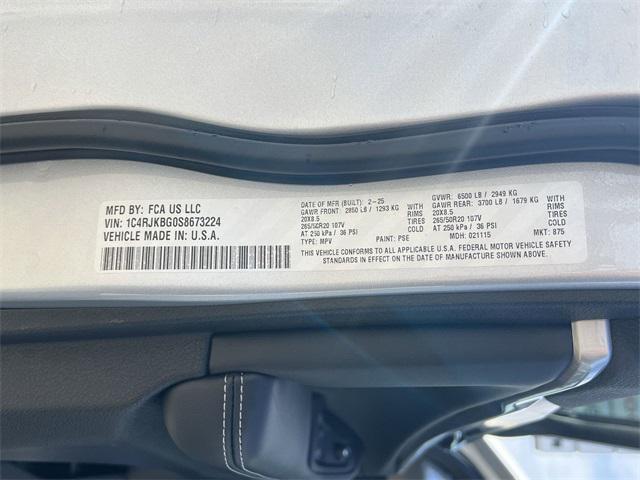 MFD BY: FCA US LLC
VIN: 1C4RJKBG0S8673224
VEHICLE MADE IN U.S.A.
DATE OF MFR (BUILT): 2-25 GVWR: 6500 LB / 2949 KG
GAWR FRONT: 2850 LB / 1293 KG WITH GAWR REAR: 3700 LB / 1679 KG WITH
20X8.5 RIMS 20X8.5 RIMS
265/50R20 107V TIRES 265/50R20 107V TIRES
AT 250 kPa / 36 PSI COLD AT 250 kPa / 36 PSI COLD
TYPE: MPV PAINT: PSE MDH: 021115 MKT: 875
THIS VEHICLE CONFORMS TO ALL APPLICABLE U.S.A. FEDERAL MOTOR VEHICLE SAFETY
STANDARDS IN EFFECT ON THE DATE OF MANUFACTURE SHOWN ABOVE.